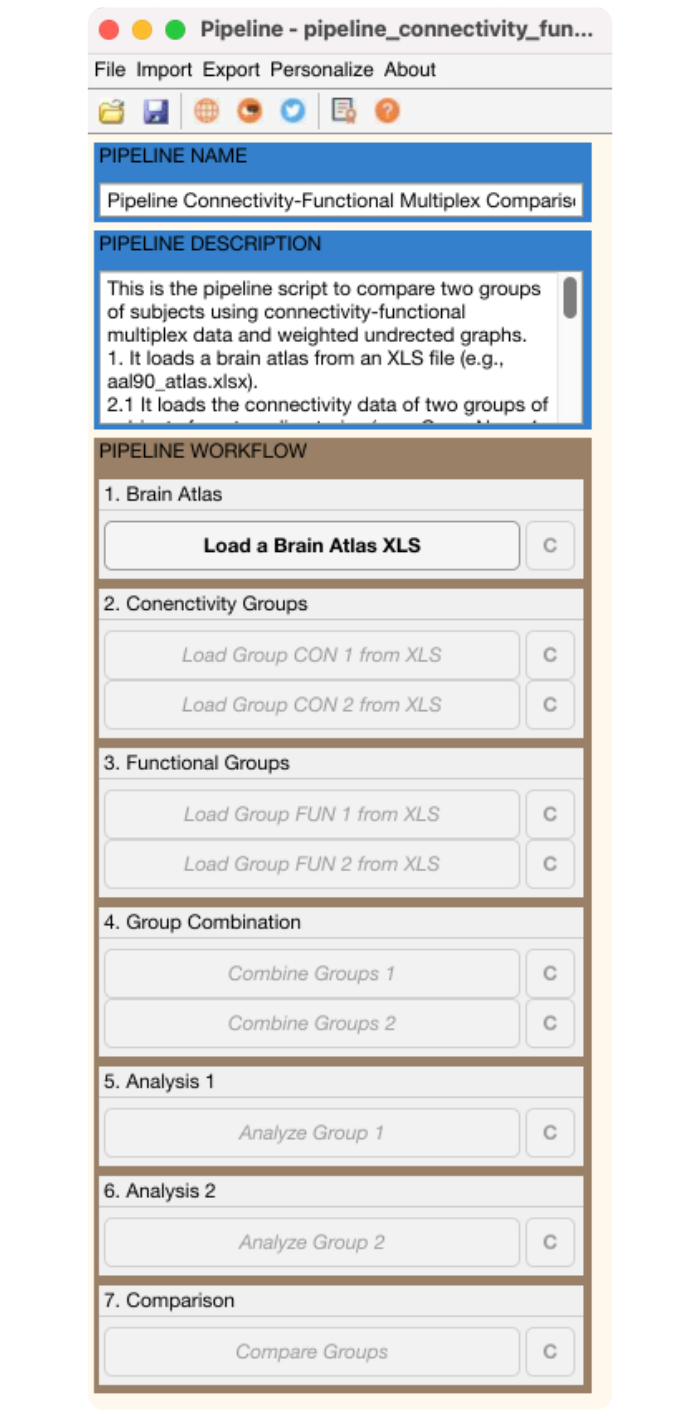 Pipeline - pipeline_connectivity_fun...
File Import Export Personalize About
PIPELINE NAME
Pipeline Connectivity-Functional Multiplex Comparis
PIPELINE DESCRIPTION
This is the pipeline script to compare two groups
of subjects using connectivity-functional
multiplex data and weighted undrected graphs.
1. It loads a brain atlas from an XLS file (e.g.,
aal90_atlas.xlsx).
2.1 It loads the connectivity data of two groups of
PIPELINE WORKFLOW
1. Brain Atlas
Load a Brain Atlas XLS C
2. Conenctivity Groups
Load Group CON 1 from XLS C
Load Group CON 2 from XLS C
3. Functional Groups
Load Group FUN 1 from XLS C
Load Group FUN 2 from XLS C
4. Group Combination
Combine Groups 1 C
Combine Groups 2 C
5. Analysis 1
Analyze Group 1 C
6. Analysis 2
Analyze Group 2 C
7. Comparison
Compare Groups C